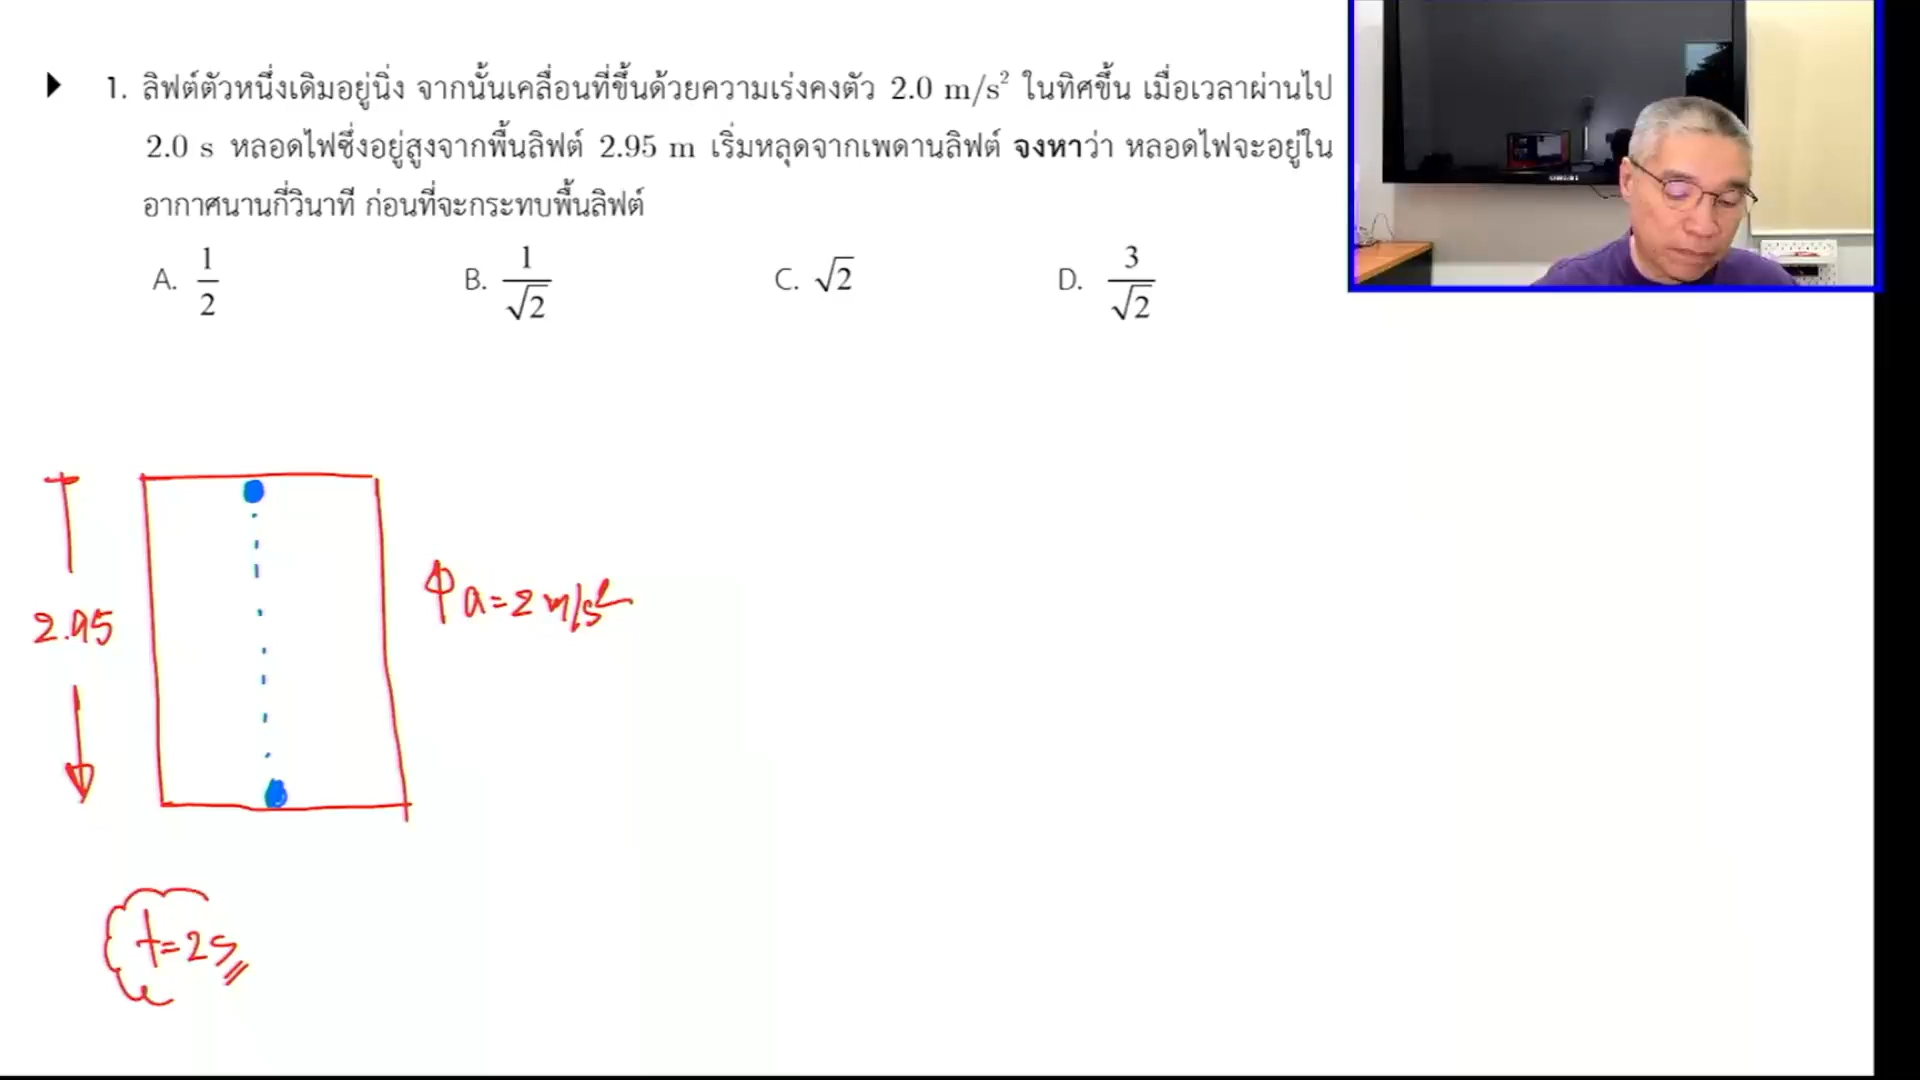 1. ลิฟต์ตัวหนึ่งเดิมอยู่นิ่ง จากนั้นเคลื่อนที่ขึ้นด้วยความเร่งคงตัว 2.0 m/s² ในทิศขึ้น เมื่อเวลาผ่านไป
2.0 s หลอดไฟซึ่งอยู่สูงจากพื้นลิฟต์ 2.95 m เริ่มหลุดจากเพดานลิฟต์ จงหาว่า หลอดไฟจะอยู่ใน
อากาศนานกี่วินาที ก่อนที่จะกระทบพื้นลิฟต์
A. 1/2 B. 1/√2 C. √2 D. 3/√2
a=2 m/s²
2.95
t=2s
SAMSUNG